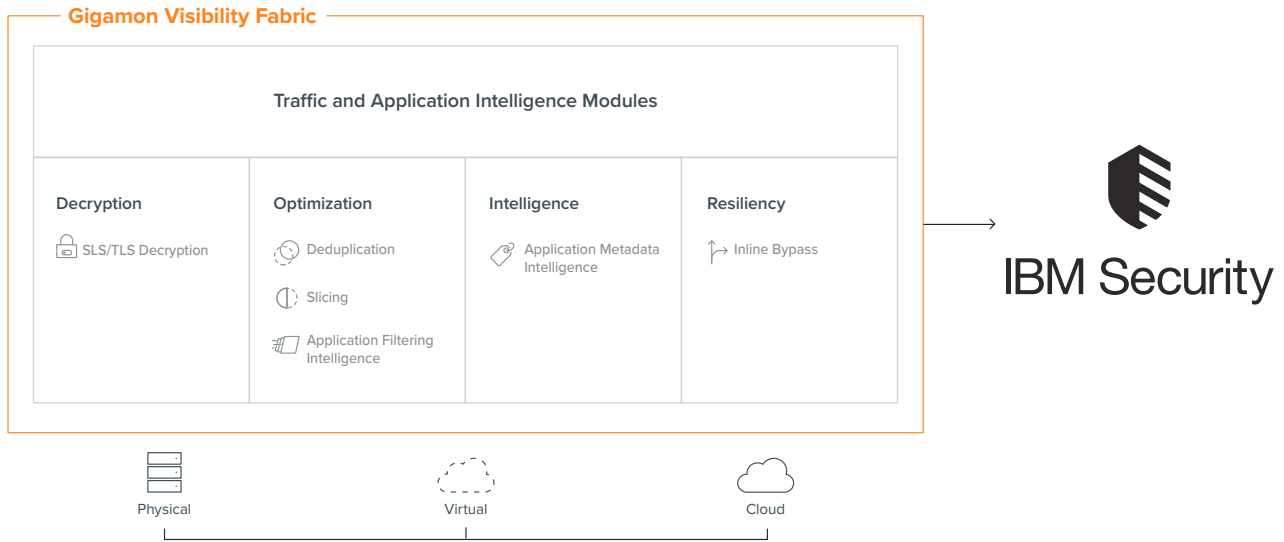 Gigamon Visibility Fabric
Traffic and Application Intelligence Modules
Decryption
SLS/TLS Decryption
Optimization
Deduplication
Slicing
Application Filtering
Intelligence
Intelligence
Application Metadata
Intelligence
Resiliency
Inline Bypass
IBM Security
Physical
Virtual
Cloud